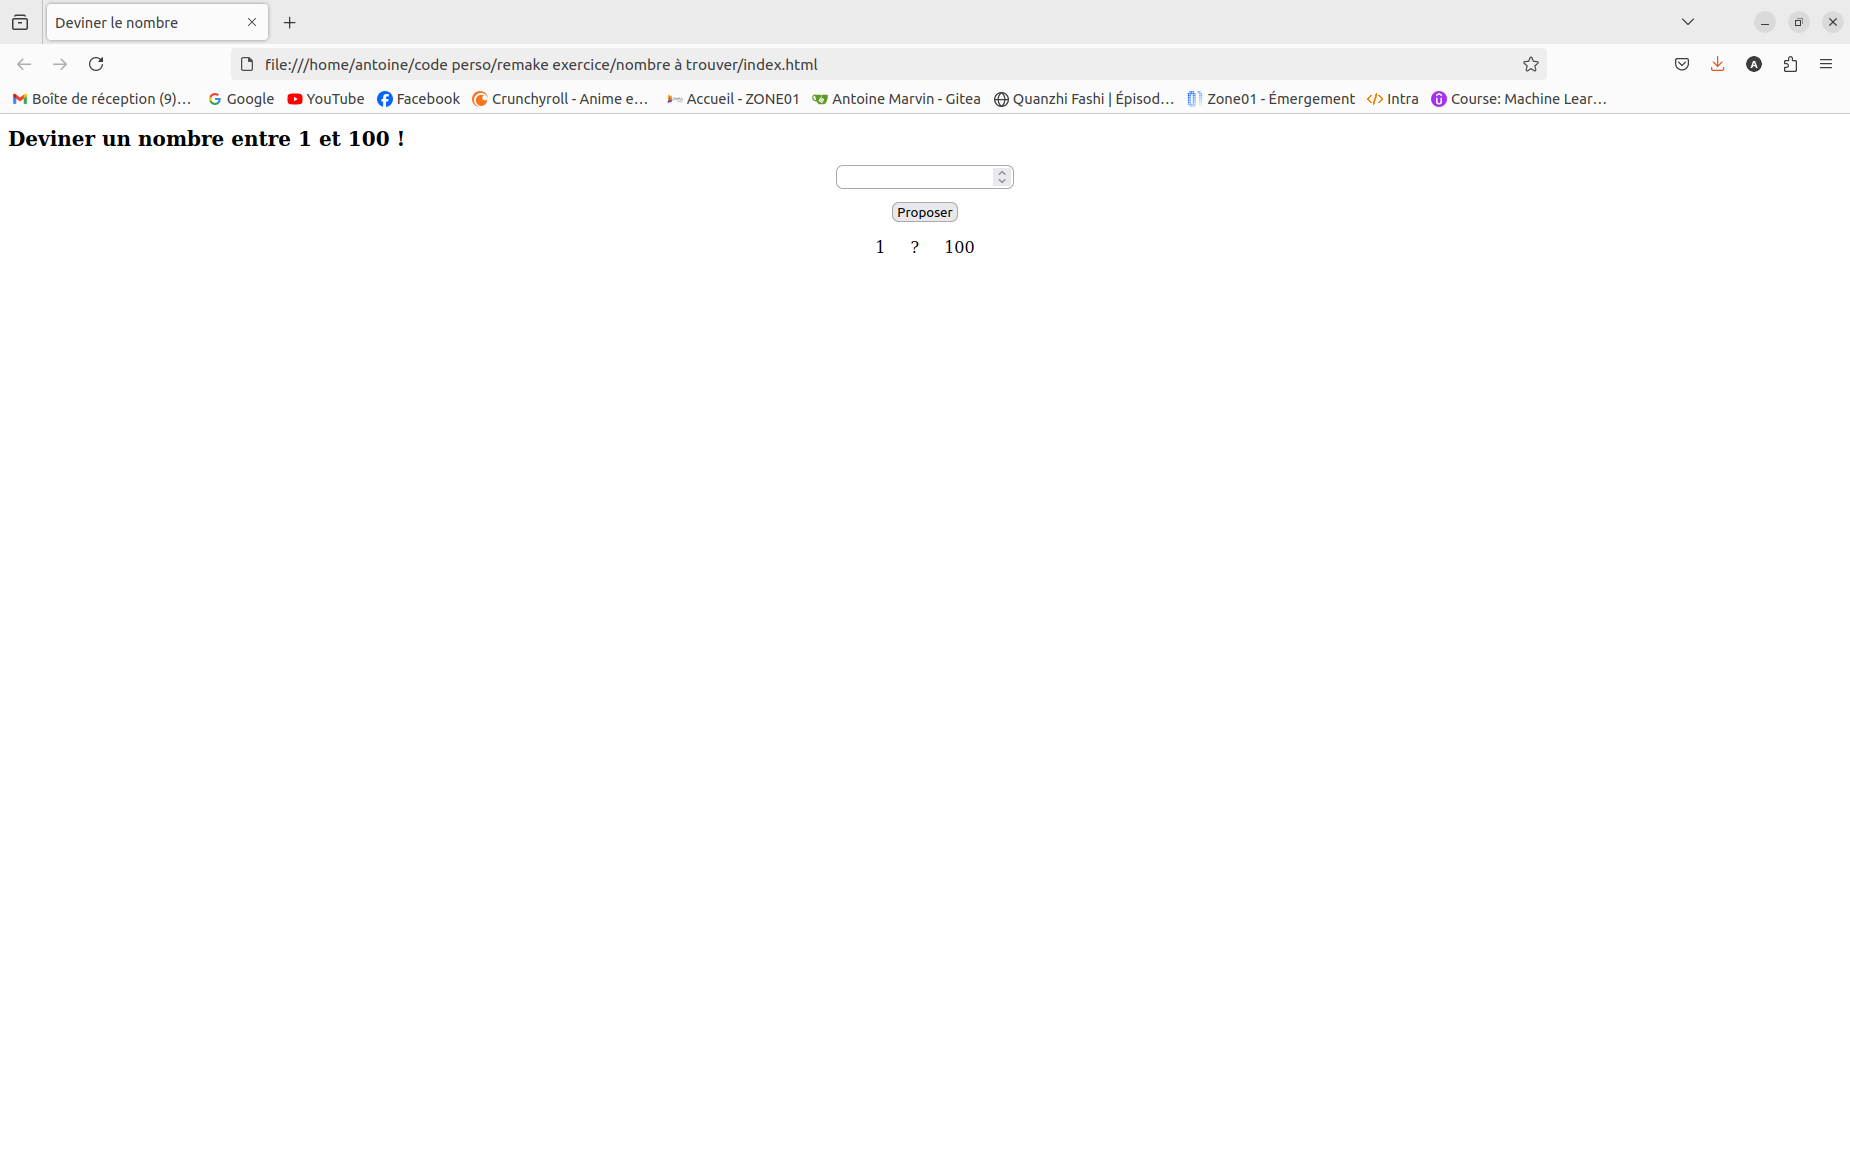 Deviner le nombre
file:///home/antoine/code perso/remake exercice/nombre à trouver/index.html
A
Boîte de réception (9)… Google YouTube Facebook Crunchyroll - Anime e… Accueil - ZONE01 Antoine Marvin - Gitea Quanzhi Fashi | Épisod… Zone01 - Émergement Intra Course: Machine Lear…
Deviner un nombre entre 1 et 100 !
Proposer
1 ? 100